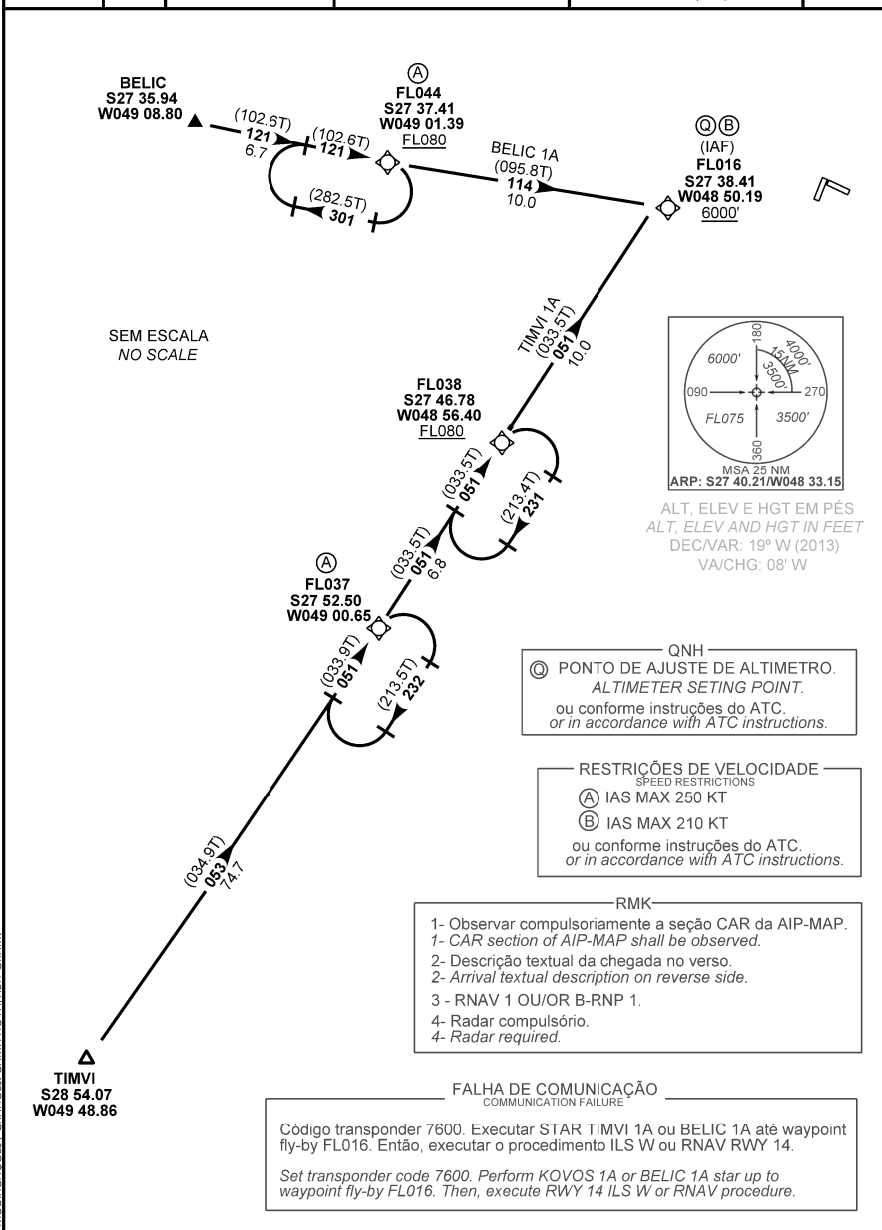 BELIC
S27 35.94
W049 08.80
(102.6T)
121
6.7
(102.6T)
121
(282.5T)
301
A
FL044
S27 37.41
W049 01.39
FL080
BELIC 1A
(095.8T)
114
10.0
Q B
(IAF)
FL016
S27 38.41
W048 50.19
6000'
SEM ESCALA
NO SCALE
TIMVI 1A
(033.5T)
051
10.0
180
6000'
4000'
15NM
3500'
090
270
FL075
3500'
360
MSA 25 NM
ARP: S27 40.21/W048 33.15
ALT, ELEV E HGT EM PÉS
ALT, ELEV AND HGT IN FEET
DEC/VAR: 19º W (2013)
VA/CHG: 08' W
FL038
S27 46.78
W048 56.40
FL080
(033.5T)
051
(213.4T)
231
(033.5T)
051
6.8
A
FL037
S27 52.50
W049 00.65
(033.9T)
051
(213.5T)
232
QNH
Q PONTO DE AJUSTE DE ALTIMETRO.
ALTIMETER SETING POINT.
ou conforme instruções do ATC.
or in accordance with ATC instructions.
RESTRIÇÕES DE VELOCIDADE
SPEED RESTRICTIONS
A IAS MAX 250 KT
B IAS MAX 210 KT
ou conforme instruções do ATC.
or in accordance with ATC instructions.
(034.9T)
053
74.7
RMK
1- Observar compulsoriamente a seção CAR da AIP-MAP.
1- CAR section of AIP-MAP shall be observed.
2- Descrição textual da chegada no verso.
2- Arrival textual description on reverse side.
3 - RNAV 1 OU/OR B-RNP 1.
4- Radar compulsório.
4- Radar required.
TIMVI
S28 54.07
W049 48.86
FALHA DE COMUNICAÇÃO
COMMUNICATION FAILURE
Código transponder 7600. Executar STAR TIMVI 1A ou BELIC 1A até waypoint
fly-by FL016. Então, executar o procedimento ILS W ou RNAV RWY 14.
Set transponder code 7600. Perform KOVOS 1A or BELIC 1A star up to
waypoint fly-by FL016. Then, execute RWY 14 ILS W or RNAV procedure.